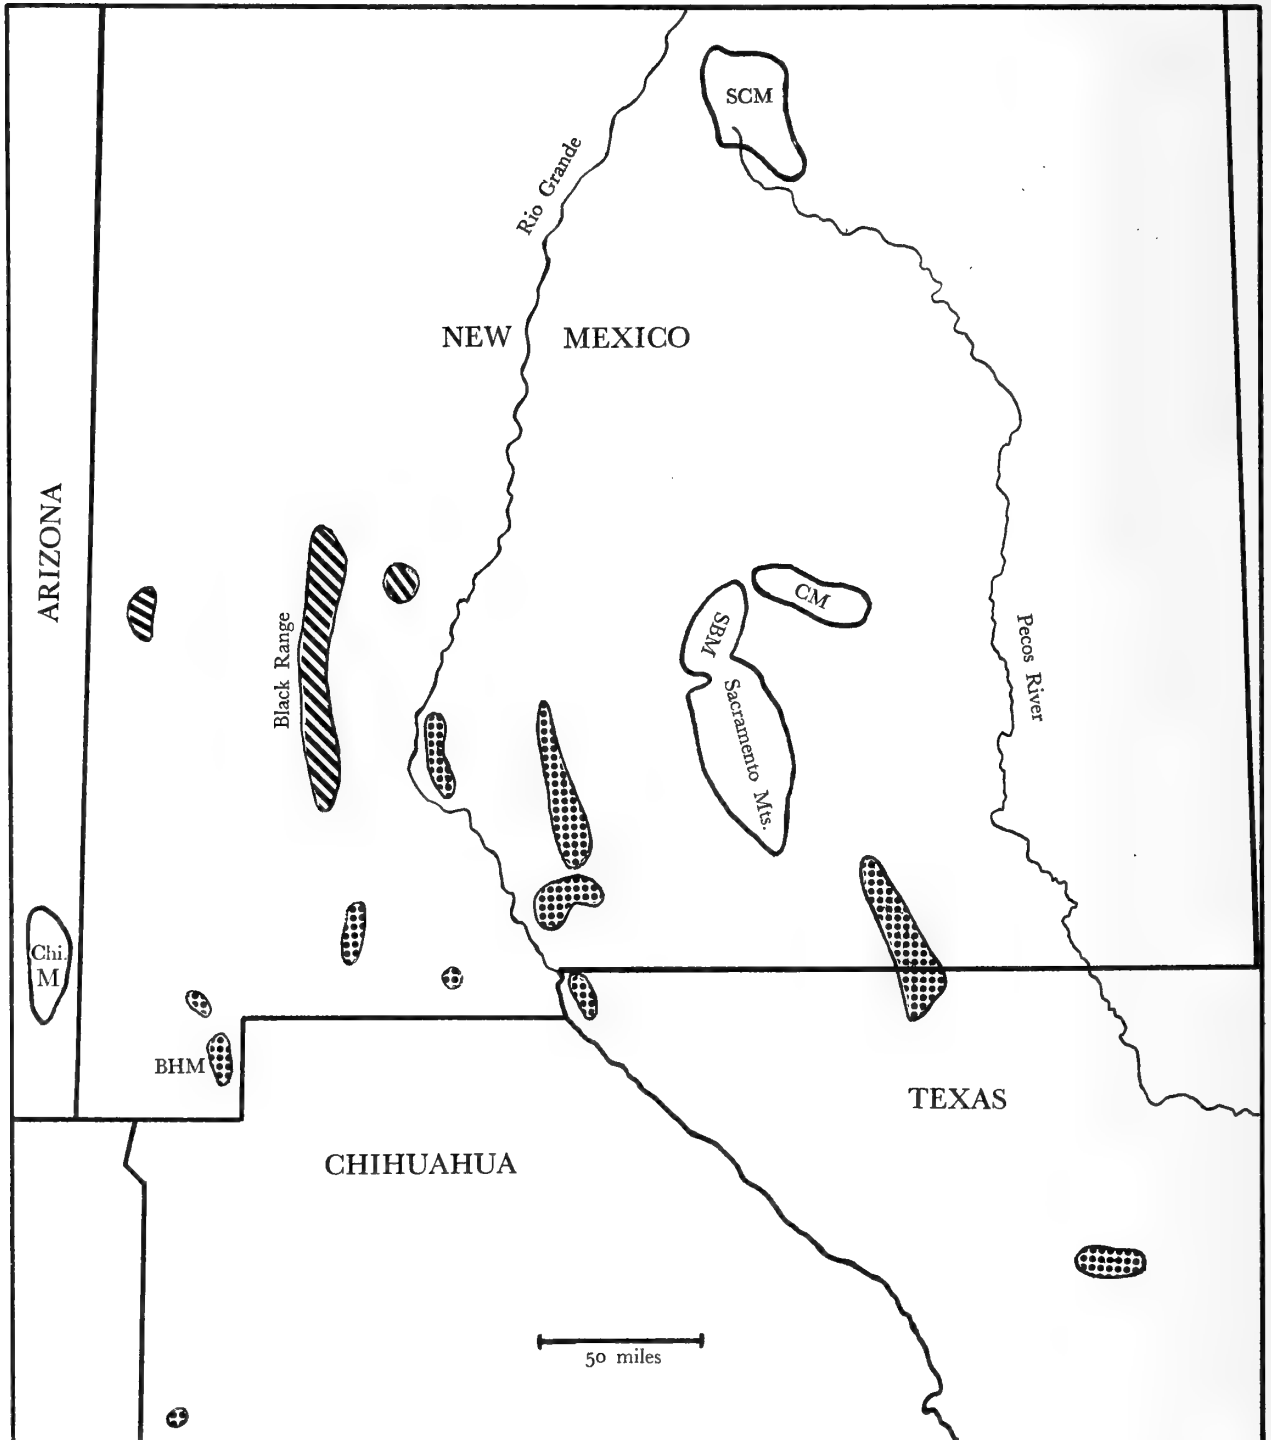 SCM
Rio Grande
NEW MEXICO
ARIZONA
CM
SBM
Black Range
Pecos River
Sacramento Mts.
Chi.
M
BHM
TEXAS
CHIHUAHUA
50 miles